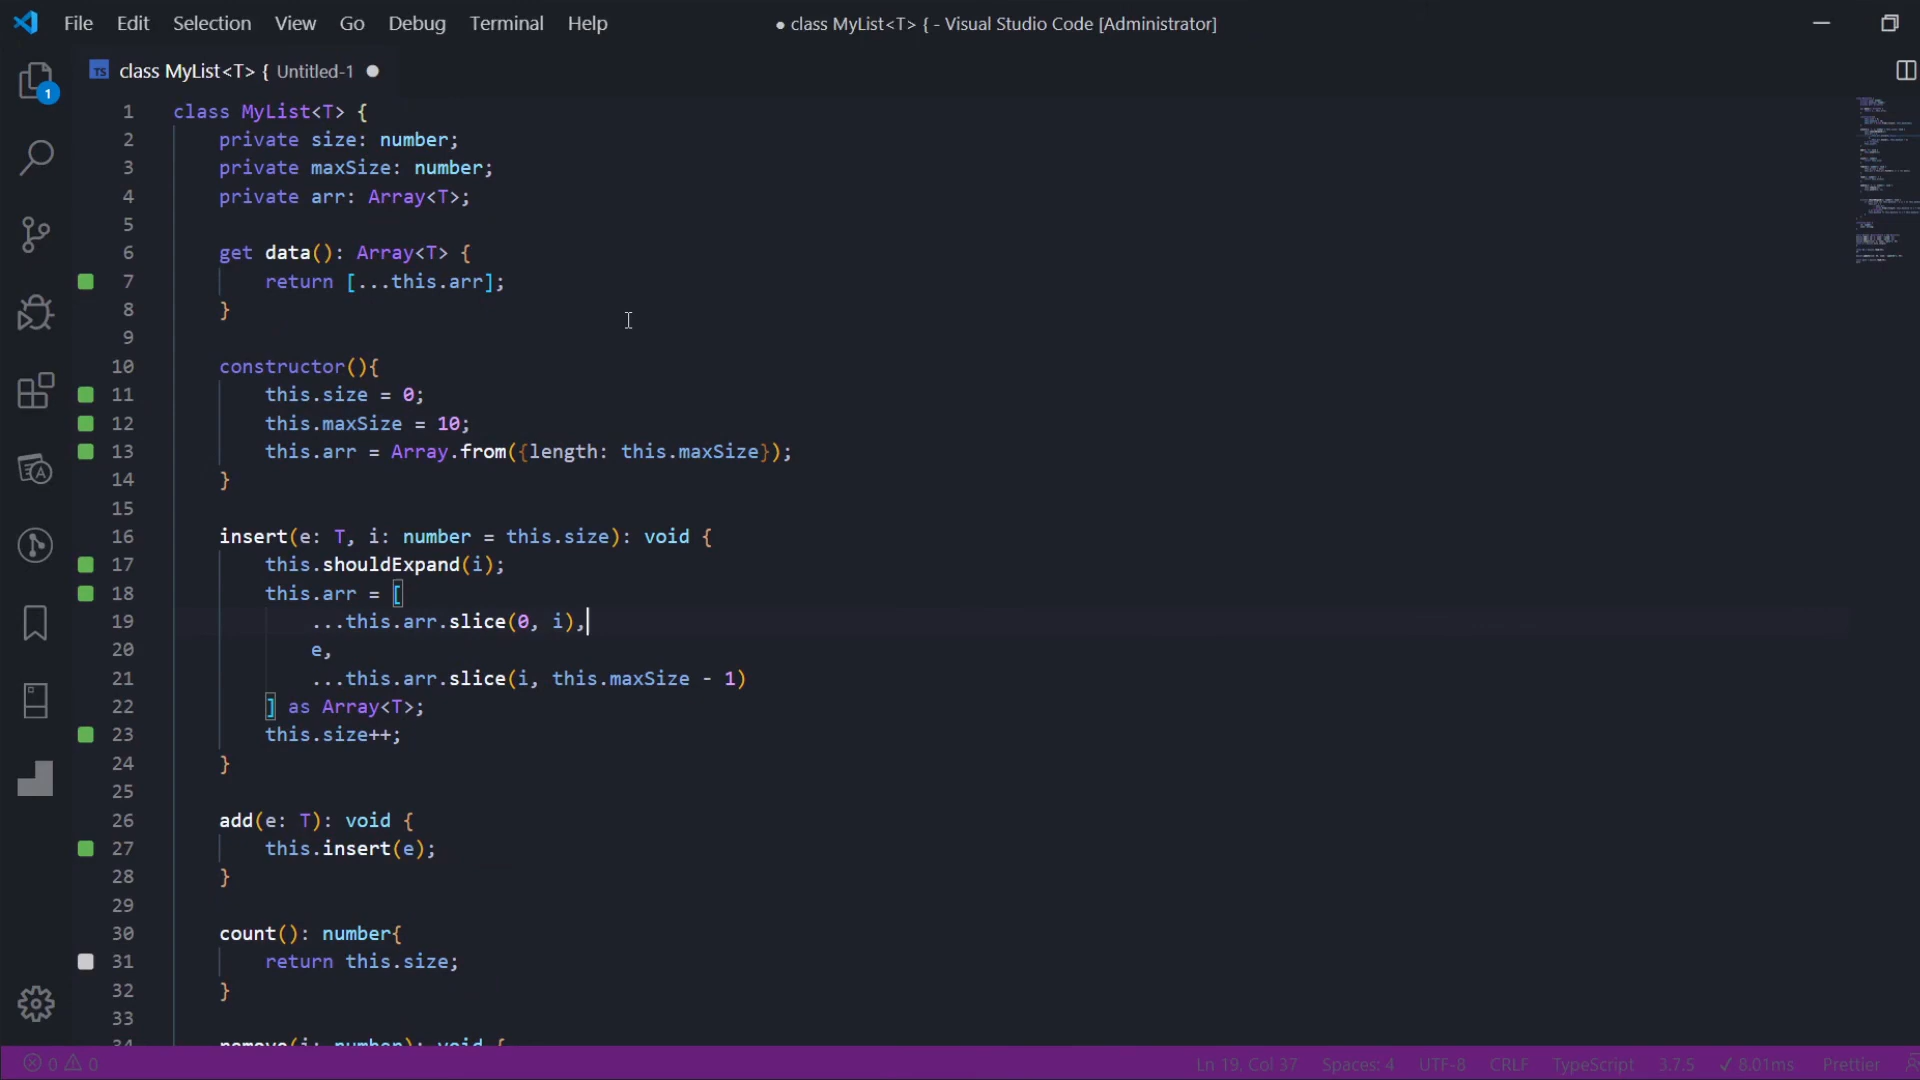 File Edit Selection View Go Debug Terminal Help
● class MyList<T> { - Visual Studio Code [Administrator]
TS class MyList<T> { Untitled-1 ●
1
1 class MyList<T> {
2 private size: number;
3 private maxSize: number;
4 private arr: Array<T>;
5
6 get data(): Array<T> {
7 return [...this.arr];
8 }
9
10 constructor(){
11 this.size = 0;
12 this.maxSize = 10;
13 this.arr = Array.from({length: this.maxSize});
14 }
15
16 insert(e: T, i: number = this.size): void {
17 this.shouldExpand(i);
18 this.arr = [
19 ...this.arr.slice(0, i),
20 e,
21 ...this.arr.slice(i, this.maxSize - 1)
22 ] as Array<T>;
23 this.size++;
24 }
25
26 add(e: T): void {
27 this.insert(e);
28 }
29
30 count(): number{
31 return this.size;
32 }
33
34 remove(i: number): void {
0 0 Ln 19, Col 37 Spaces: 4 UTF-8 CRLF TypeScript 3.7.5 ✓ 8.01ms Prettier